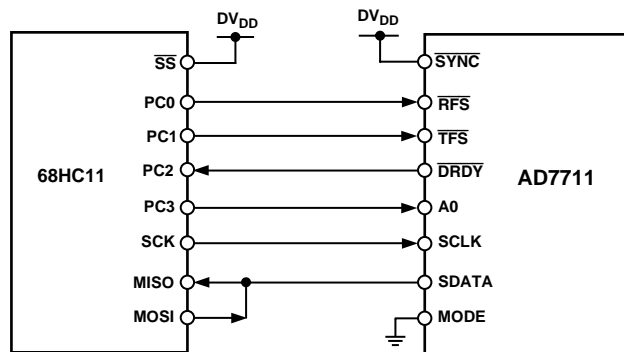 DVDD DVDD
SS SYNC
PC0 RFS
PC1 TFS
68HC11 PC2 DRDY AD7711
PC3 A0
SCK SCLK
MISO SDATA
MOSI MODE